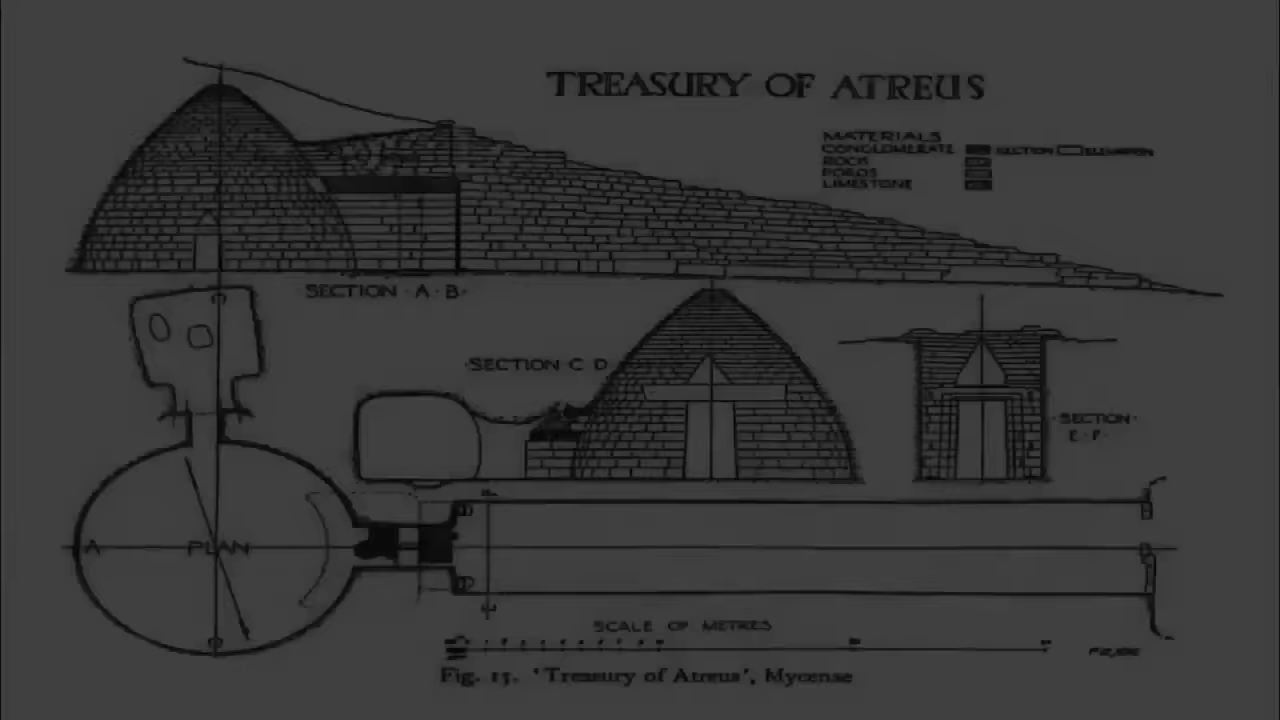 TREASURY OF ATREUS
MATERIALS
CONGLOMERATE SECTION ELEVATION
ROCK
POROS
LIMESTONE
SECTION · A · B ·
· SECTION · C D
· SECTION ·
E · F ·
A PLAN
SCALE OF METRES
Fig. 15. 'Treasury of Atreus', Mycenae